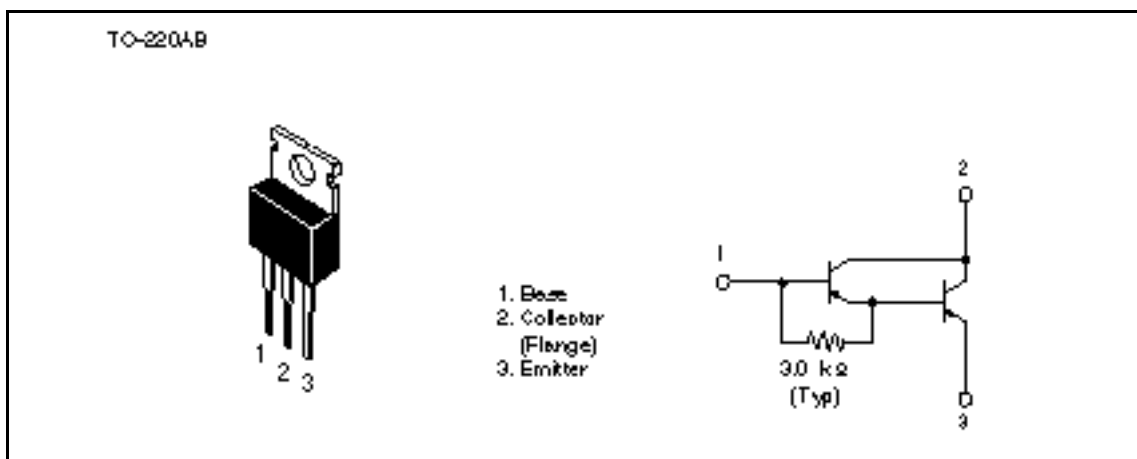 TO-220AB
1. Base
2. Collector
(Flange)
3. Emitter
1
2
3
1
2
3.0 kΩ
(Typ)
3